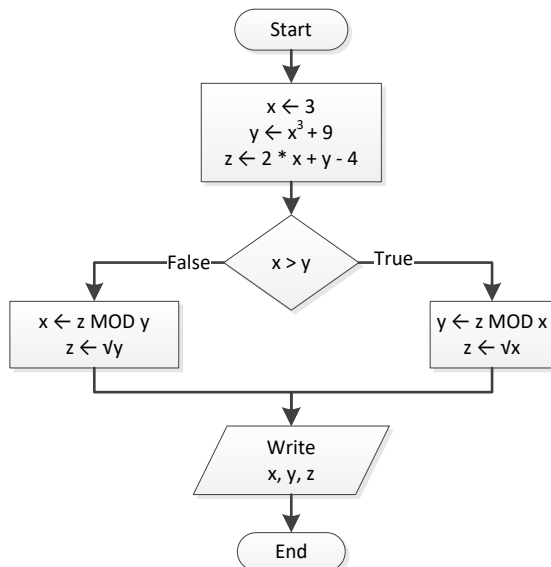 Start
x ← 3
y ← x³ + 9
z ← 2 * x + y - 4
x > y
False
True
x ← z MOD y
z ← √y
y ← z MOD x
z ← √x
Write
x, y, z
End